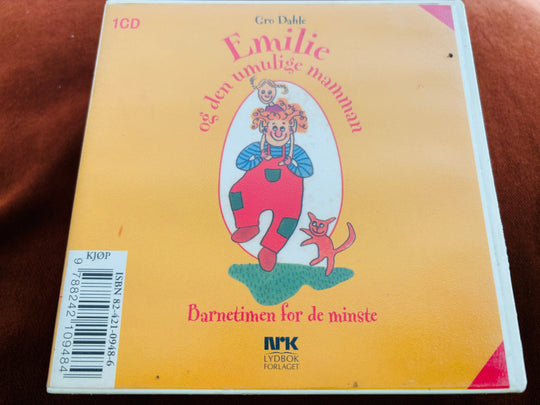 1CD
Gro Dahle
Emilie
og den umulige mamman
Barnetimen for de minste
KJØP
ISBN 82-421-0948-6
9 788242 109484
NRK
LYDBOK
FORLAGET